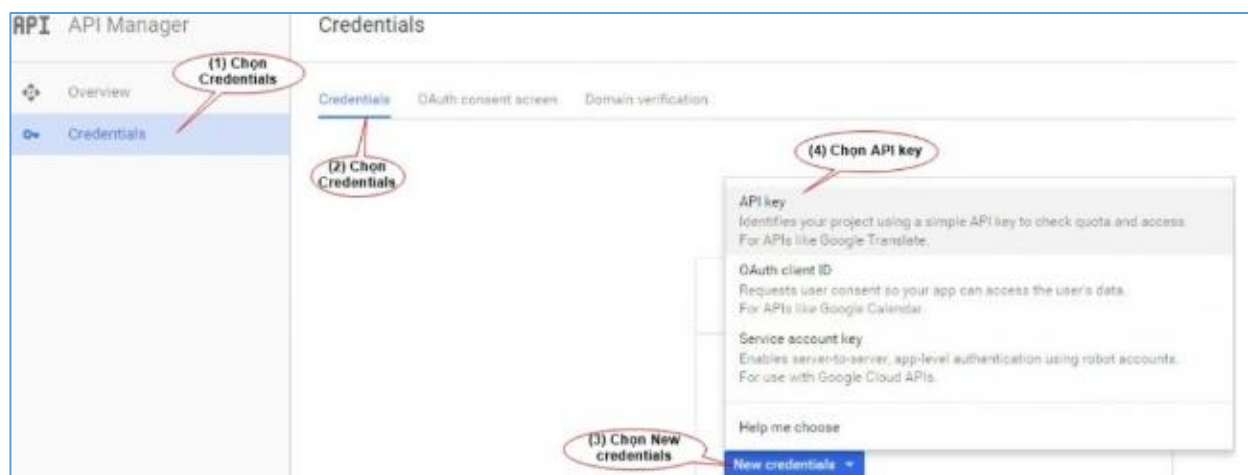 API API Manager
Credentials
(1) Chọn
Credentials
Overview
Credentials
Credentials OAuth consent screen Domain verification
(2) Chọn
Credentials
(4) Chọn API key
API key
Identifies your project using a simple API key to check quota and access.
For APIs like Google Translate.
OAuth client ID
Requests user consent so your app can access the user's data.
For APIs like Google Calendar.
Service account key
Enables server-to-server, app-level authentication using robot accounts.
For use with Google Cloud APIs.
Help me choose
(3) Chọn New
credentials
New credentials